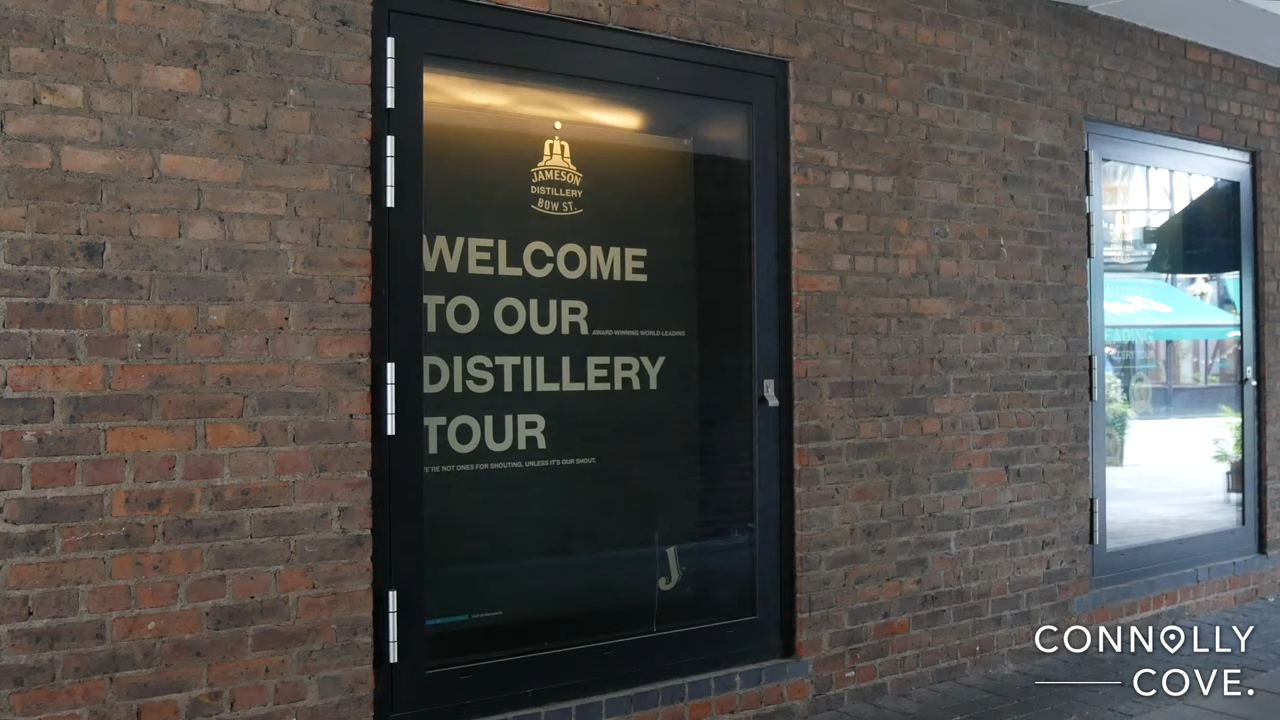 JAMESON
DISTILLERY
BOW ST.
WELCOME
TO OUR AWARD-WINNING WORLD-LEADING
DISTILLERY
TOUR
E'RE NOT ONES FOR SHOUTING, UNLESS IT'S OUR SHOUT.
J
EADING
CONNOLLY
COVE.